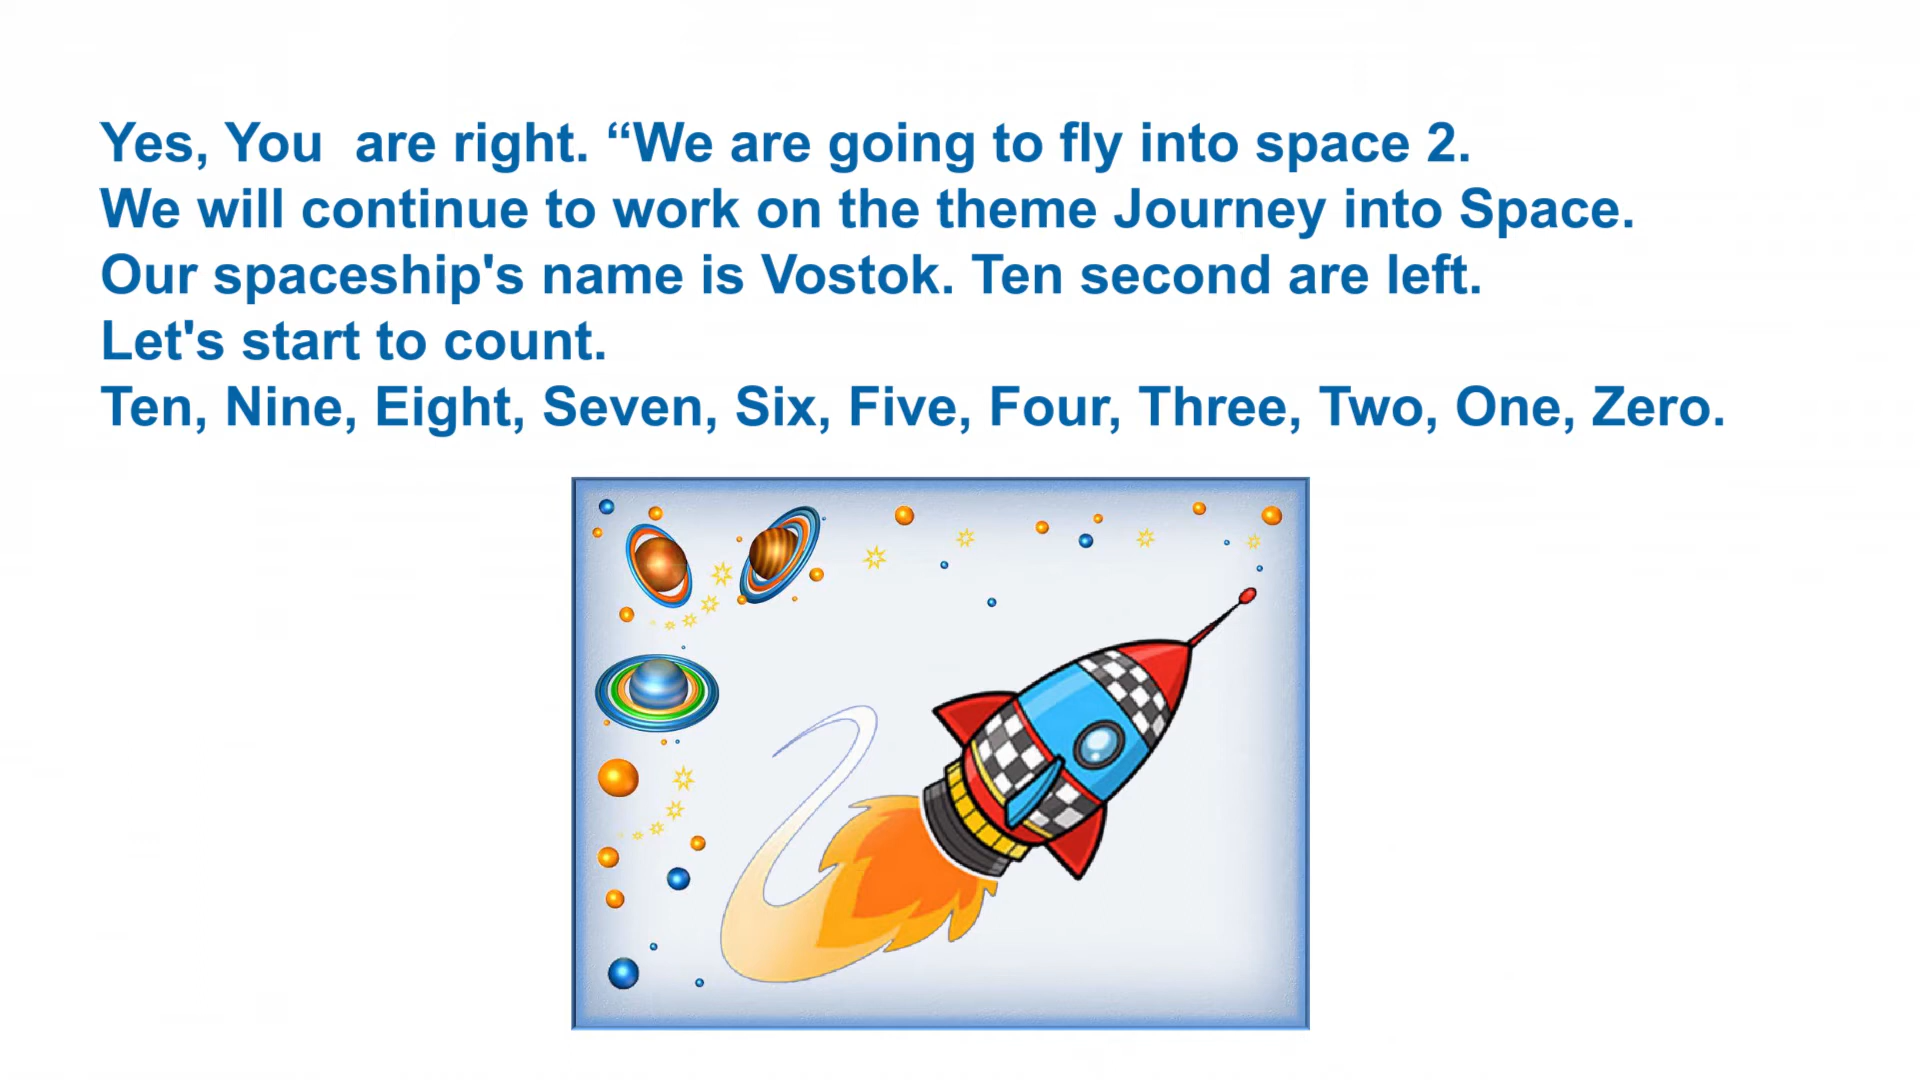 Yes, You  are right. “We are going to fly into space 2.
We will continue to work on the theme Journey into Space.
Our spaceship's name is Vostok. Ten second are left.
Let's start to count.
Ten, Nine, Eight, Seven, Six, Five, Four, Three, Two, One, Zero.